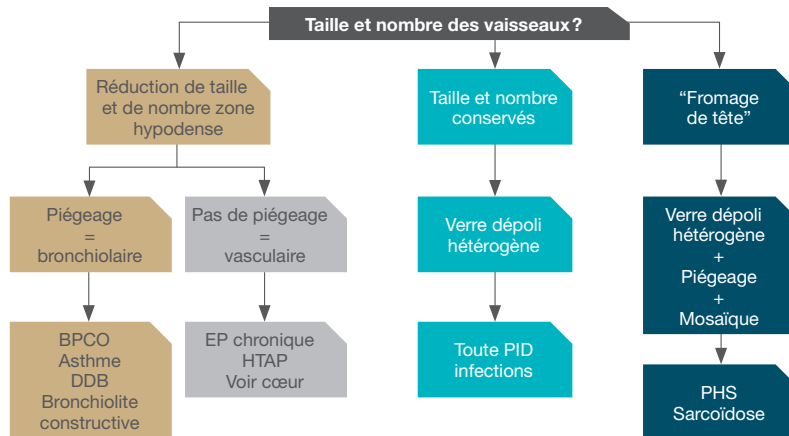 Taille et nombre des vaisseaux ?
Réduction de taille
et de nombre zone
hypodense
Taille et nombre
conservés
“Fromage
de tête”
Piégeage
=
bronchiolaire
Pas de piégeage
=
vasculaire
Verre dépoli
hétérogène
Verre dépoli
hétérogène
+
Piégeage
+
Mosaïque
BPCO
Asthme
DDB
Bronchiolite
constructive
EP chronique
HTAP
Voir cœur
Toute PID
infections
PHS
Sarcoïdose